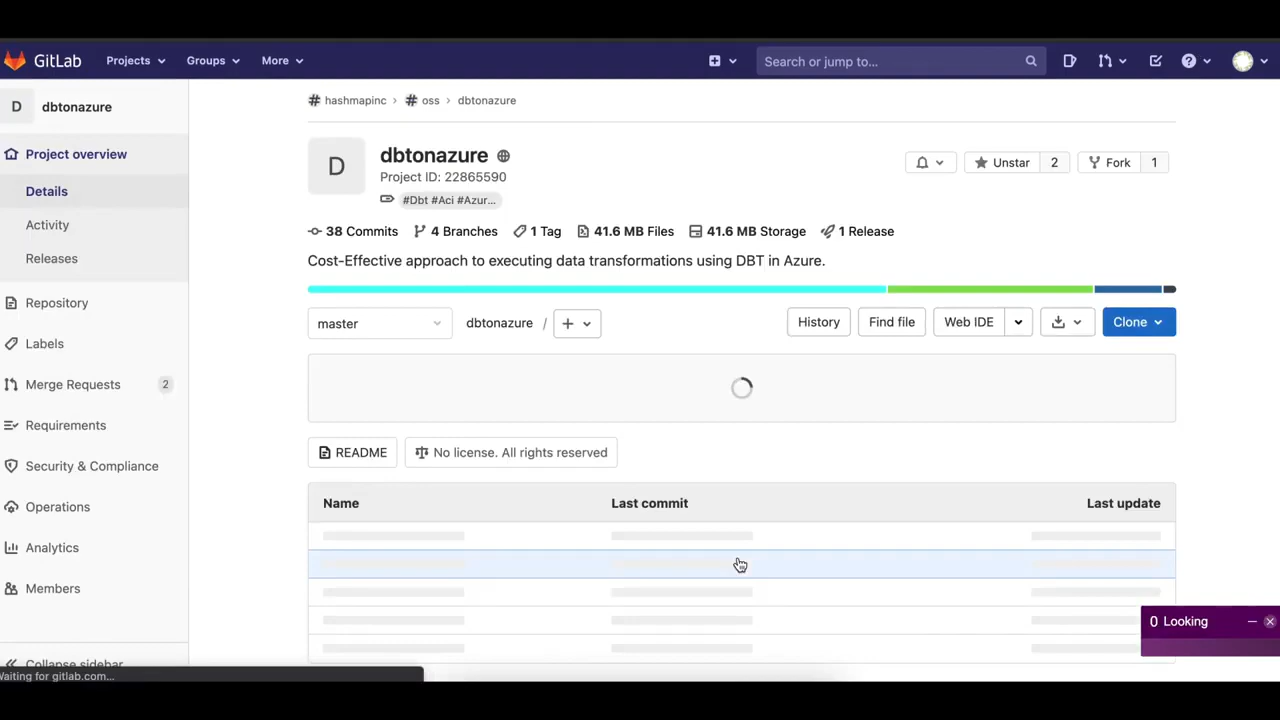 GitLab Projects Groups More Search or jump to...
D dbtonazure
Project overview
Details
Activity
Releases
Repository
Labels
Merge Requests 2
Requirements
Security & Compliance
Operations
Analytics
Members
Collapse sidebar
Waiting for gitlab.com...
hashmapinc > oss > dbtonazure
D
dbtonazure
Project ID: 22865590
#Dbt #Aci #Azur...
Unstar 2 Fork 1
38 Commits 4 Branches 1 Tag 41.6 MB Files 41.6 MB Storage 1 Release
Cost-Effective approach to executing data transformations using DBT in Azure.
master dbtonazure / + History Find file Web IDE Clone
README No license. All rights reserved
Name Last commit Last update
0 Looking